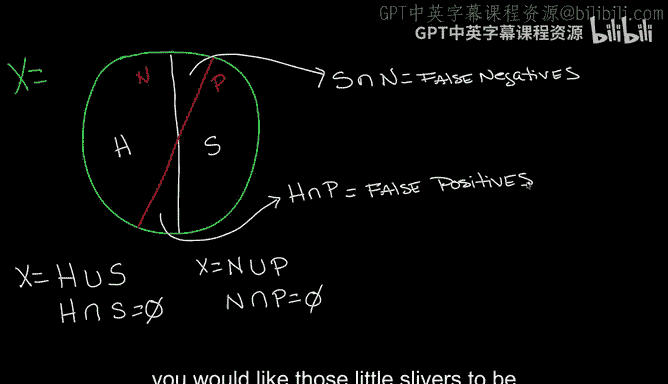 GPT中英字幕课程资源@bilibili.com
GPT中英字幕课程资源 bilibili
X=
N
P
H
S
S∩N=FALSE Negatives
H∩P=FALSE POSITIVES
X=H∪S
H∩S=∅
X=N∪P
N∩P=∅
you would like those little slivers to be